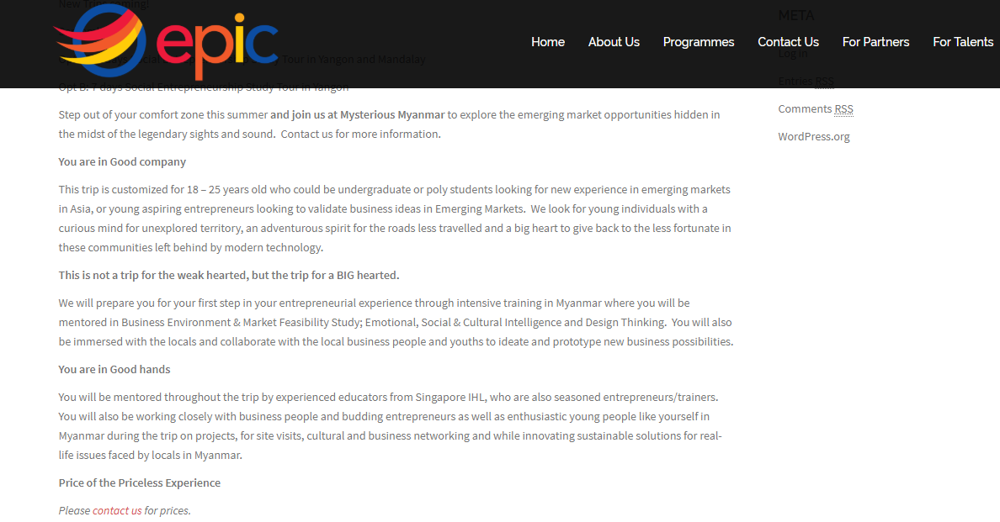 New Trips coming!
epic
Home About Us Programmes Contact Us For Partners For Talents
META
Social Tour in Yangon and Mandalay
Log in
Opt B: 7 days Social Entrepreneurship Study Tour in Yangon
Entries RSS
Step out of your comfort zone this summer and join us at Mysterious Myanmar to explore the emerging market opportunities hidden in
the midst of the legendary sights and sound. Contact us for more information.
Comments RSS
WordPress.org
You are in Good company
This trip is customized for 18 – 25 years old who could be undergraduate or poly students looking for new experience in emerging markets
in Asia, or young aspiring entrepreneurs looking to validate business ideas in Emerging Markets. We look for young individuals with a
curious mind for unexplored territory, an adventurous spirit for the roads less travelled and a big heart to give back to the less fortunate in
these communities left behind by modern technology.
This is not a trip for the weak hearted, but the trip for a BIG hearted.
We will prepare you for your first step in your entrepreneurial experience through intensive training in Myanmar where you will be
mentored in Business Environment & Market Feasibility Study; Emotional, Social & Cultural Intelligence and Design Thinking. You will also
be immersed with the locals and collaborate with the local business people and youths to ideate and prototype new business possibilities.
You are in Good hands
You will be mentored throughout the trip by experienced educators from Singapore IHL, who are also seasoned entrepreneurs/trainers.
You will also be working closely with business people and budding entrepreneurs as well as enthusiastic young people like yourself in
Myanmar during the trip on projects, for site visits, cultural and business networking and while innovating sustainable solutions for real-
life issues faced by locals in Myanmar.
Price of the Priceless Experience
Please contact us for prices.